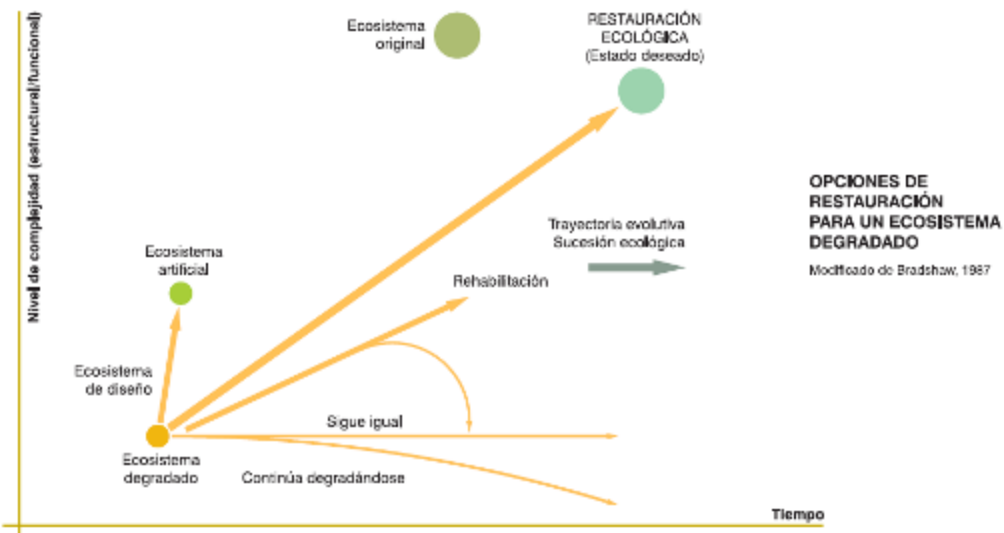 Nivel de complejidad (estructural/funcional)
Ecosistema
original
RESTAURACIÓN
ECOLÓGICA
(Estado deseado)
OPCIONES DE
RESTAURACIÓN
PARA UN ECOSISTEMA
DEGRADADO
Modificado de Bradshaw, 1987
Trayectoria evolutiva
Sucesión ecológica
Ecosistema
artificial
Rehabilitación
Ecosistema
de diseño
Sigue igual
Ecosistema
degradado
Continúa degradándose
Tiempo